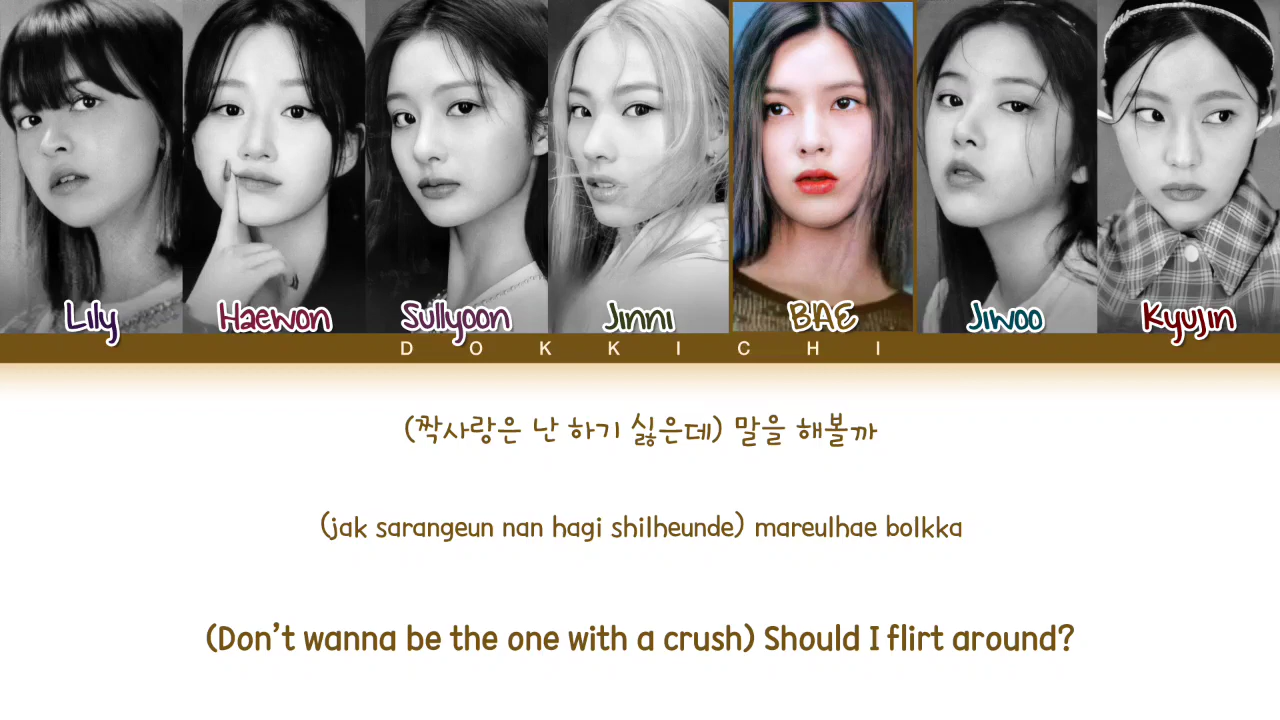 Lily Haewon Sullyoon Jinni BAE Jiwoo Kyujin
DOKKICHI
(짝사랑은 난 하기 싫은데) 말을 해볼까
(jak sarangeun nan hagi shilheunde) mareulhae bolkka
(Don't wanna be the one with a crush) Should I flirt around?